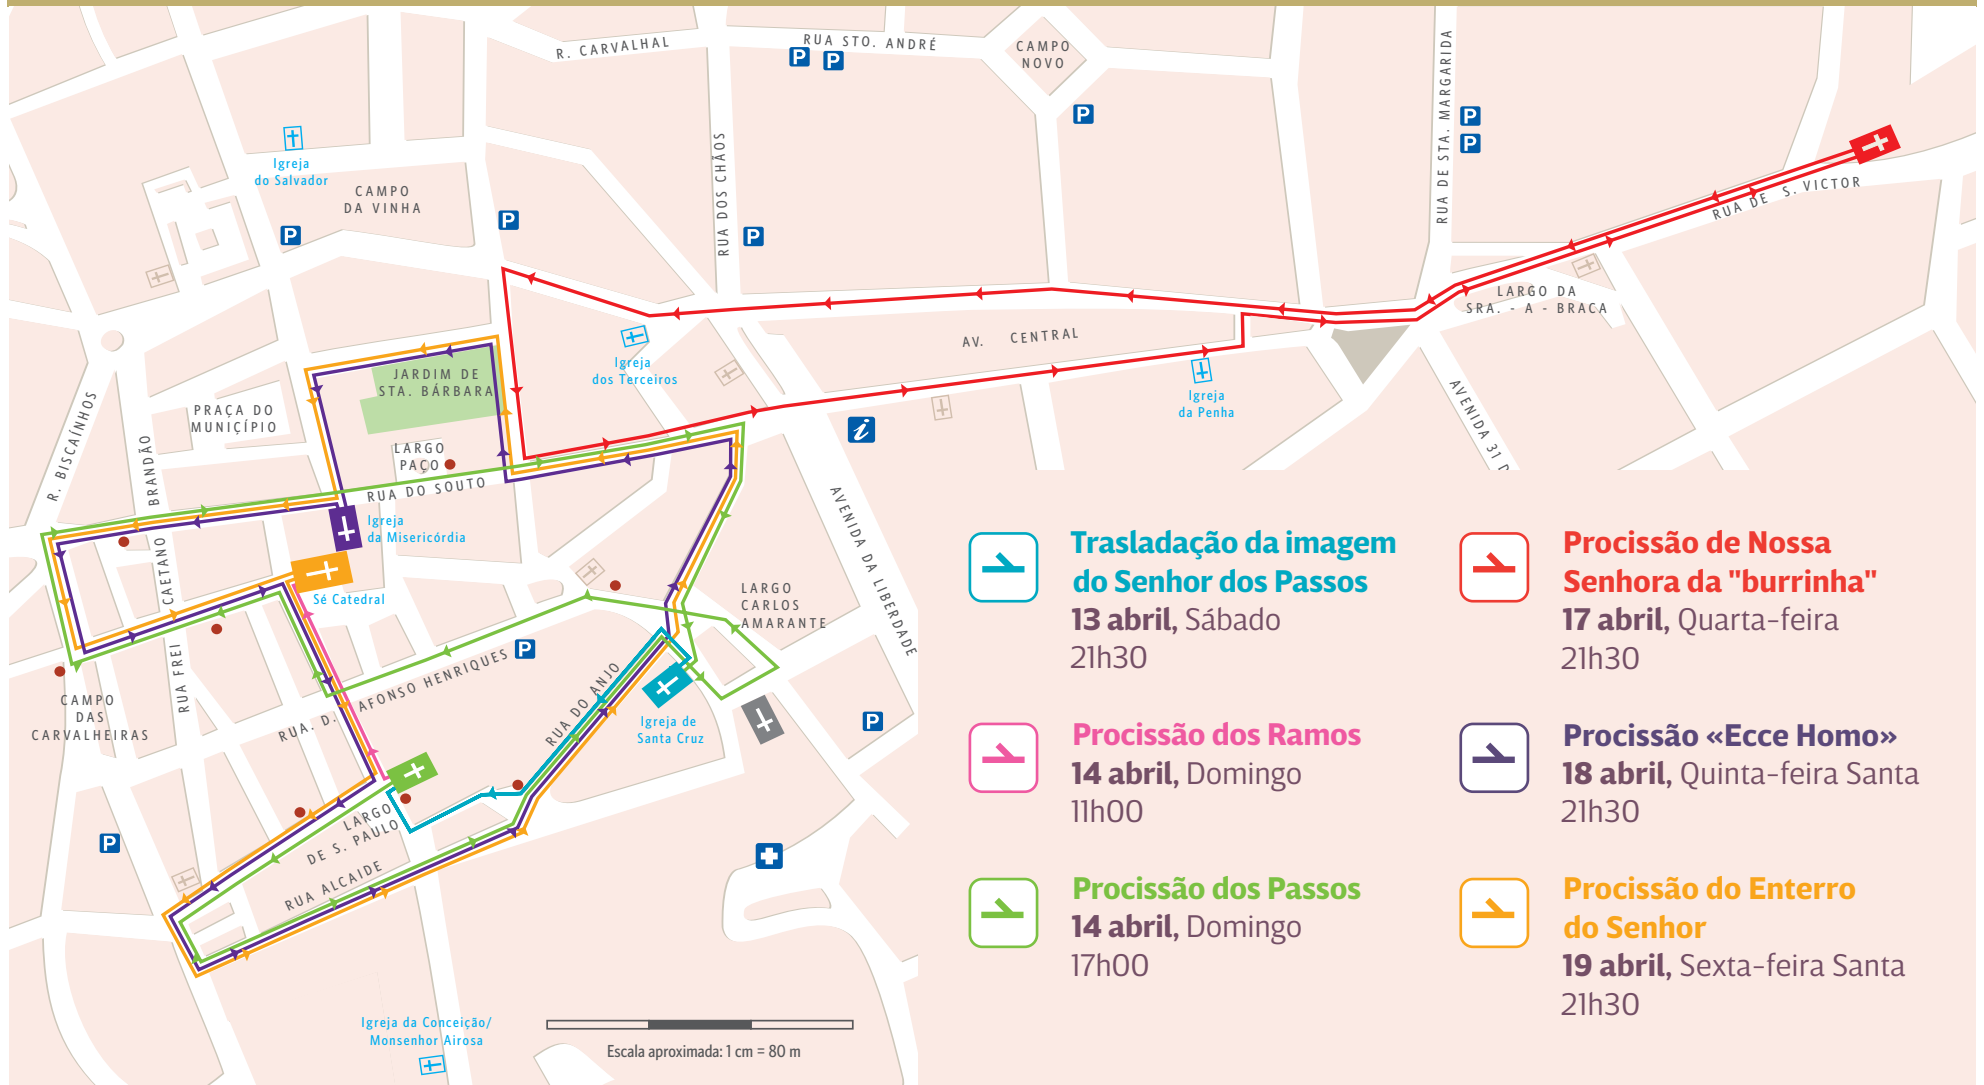 R. CARVALHAL
RUA STO. ANDRÉ
CAMPO
NOVO
P
P
P
P
P
RUA DE STA. MARGARIDA
RUA DOS CHÃOS
Igreja
do Salvador
CAMPO
DA VINHA
P
P
P
RUA DE S. VICTOR
LARGO DA
SRA. - A - BRACA
AV. CENTRAL
Igreja
dos Terceiros
Igreja
da Penha
JARDIM DE
STA. BÁRBARA
PRAÇA DO
MUNICÍPIO
R. BISCAÍNHOS
BRANDÃO
CAETANO
RUA FREI
LARGO
PAÇO
RUA DO SOUTO
i
AVENIDA 31 D
AVENIDA DA LIBERDADE
Igreja
da Misericórdia
Sé Catedral
LARGO
CARLOS
AMARANTE
P
RUA. D. AFONSO HENRIQUES
RUA DO ANJO
CAMPO
DAS
CARVALHEIRAS
Igreja de
Santa Cruz
P
P
LARGO
DE S. PAULO
RUA ALCAIDE
Igreja da Conceição/
Monsenhor Airosa
Escala aproximada: 1 cm = 80 m
Trasladação da imagem
do Senhor dos Passos
13 abril, Sábado
21h30
Procissão dos Ramos
14 abril, Domingo
11h00
Procissão dos Passos
14 abril, Domingo
17h00
Procissão de Nossa
Senhora da "burrinha"
17 abril, Quarta-feira
21h30
Procissão «Ecce Homo»
18 abril, Quinta-feira Santa
21h30
Procissão do Enterro
do Senhor
19 abril, Sexta-feira Santa
21h30